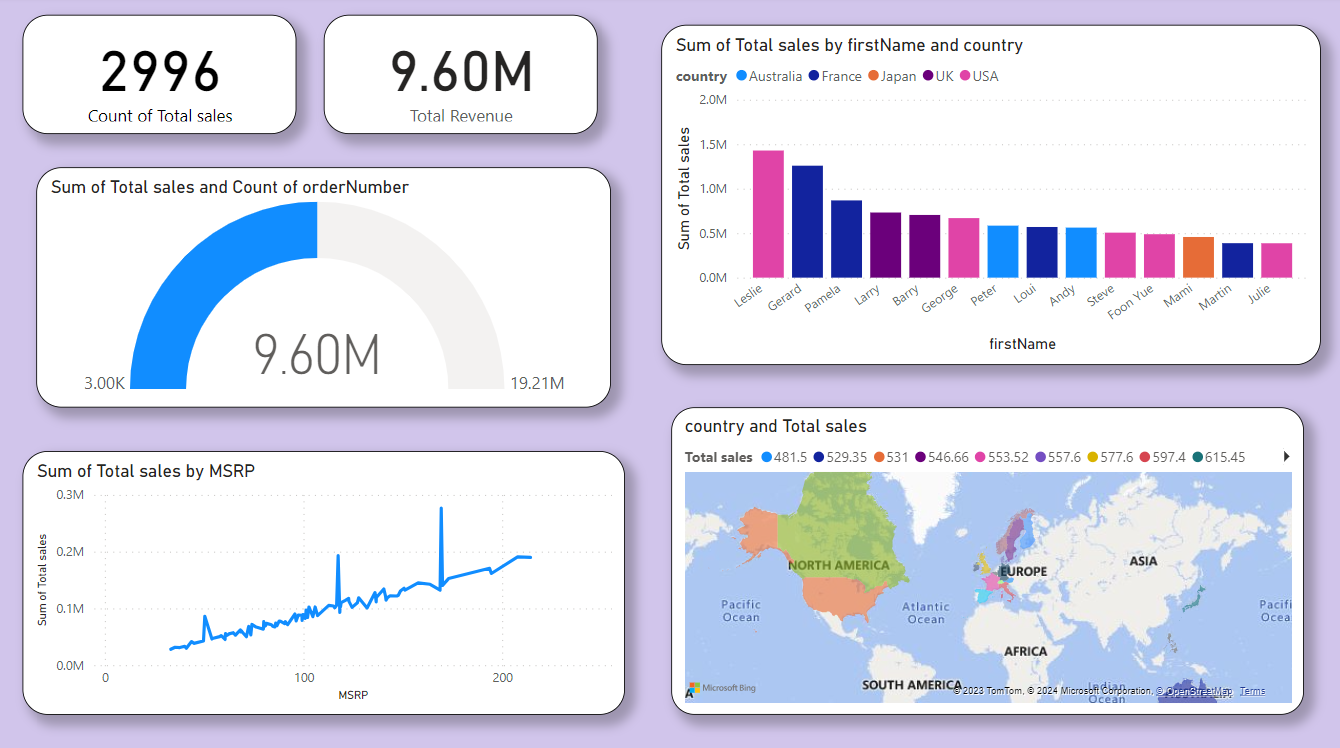 2996
Count of Total sales
9.60M
Total Revenue
Sum of Total sales and Count of orderNumber
9.60M
3.00K
19.21M
Sum of Total sales by MSRP
Sum of Total sales
0.3M
0.2M
0.1M
0.0M
0 100 200
MSRP
Sum of Total sales by firstName and country
country Australia France Japan UK USA
Sum of Total sales
2.0M
1.5M
1.0M
0.5M
0.0M
Leslie Gerard Pamela Larry Barry George Peter Loui Andy Steve Foon Yue Mami Martin Julie
firstName
country and Total sales
Total sales 481.5 529.35 531 546.66 553.52 557.6 577.6 597.4 615.45
NORTH AMERICA
EUROPE
ASIA
Pacific
Ocean
Atlantic
Ocean
Pacifi
Ocea
AFRICA
SOUTH AMERICA
Indian
Ocean
Microsoft Bing
© 2023 TomTom, © 2024 Microsoft Corporation, © OpenStreetMap Terms